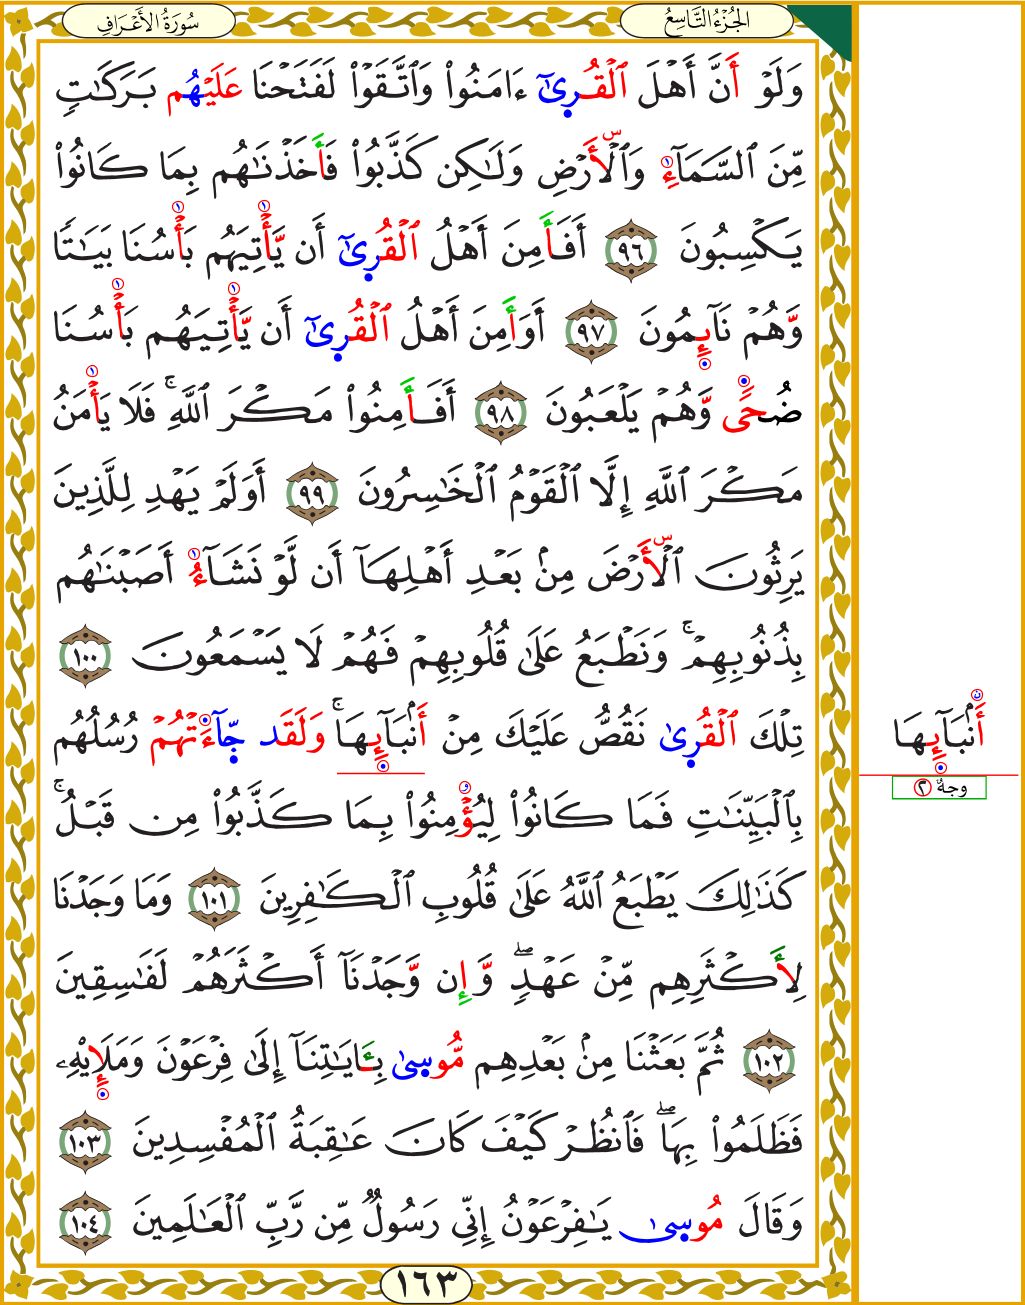 الجُزْءُ التَّاسِعُ
سُورَةُ الأَعْرَافِ
وَلَوْ أَنَّ أَهْلَ ٱلْقُرِىٰٓ ءَامَنُوا۟ وَٱتَّقَوْا۟ لَفَتَحْنَا عَلَيْهُم بَرَكَٰتٍ
مِّنَ ٱلسَّمَآءِ وَٱلْأَرْضِ وَلَٰكِن كَذَّبُوا۟ فَأَخَذْنَٰهُم بِمَا كَانُوا۟
يَكْسِبُونَ ٩٦ أَفَأَمِنَ أَهْلُ ٱلْقُرِىٰٓ أَن يَّأْتِيَهُم بَأْسُنَا بَيَٰتًا
وَّهُمْ نَآئِمُونَ ٩٧ أَوَأَمِنَ أَهْلُ ٱلْقُرِىٰٓ أَن يَّأْتِيَهُم بَأْسُنَا
ضُحًى وَّهُمْ يَلْعَبُونَ ٩٨ أَفَأَمِنُوا۟ مَكْرَ ٱللَّهِ ۚ فَلَا يَأْمَنُ
مَكْرَ ٱللَّهِ إِلَّا ٱلْقَوْمُ ٱلْخَٰسِرُونَ ٩٩ أَوَلَمْ يَهْدِ لِلَّذِينَ
يَرِثُونَ ٱلْأَرْضَ مِنۢ بَعْدِ أَهْلِهَآ أَن لَّوْ نَشَآءُ أَصَبْنَٰهُم
بِذُنُوبِهِمْ ۚ وَنَطْبَعُ عَلَىٰ قُلُوبِهِمْ فَهُمْ لَا يَسْمَعُونَ ١٠٠
تِلْكَ ٱلْقُرِىٰ نَقُصُّ عَلَيْكَ مِنْ أَنۢبَآئِهَا ۚ وَلَقَد جَّآءَتْهُمْ رُسُلُهُم
أَنۢبَآئِهَا
بِٱلْبَيِّنَٰتِ فَمَا كَانُوا۟ لِيُؤْمِنُوا۟ بِمَا كَذَّبُوا۟ مِن قَبْلُ ۚ
وجهٌ ٢
كَذَٰلِكَ يَطْبَعُ ٱللَّهُ عَلَىٰ قُلُوبِ ٱلْكَٰفِرِينَ ١٠١ وَمَا وَجَدْنَا
لِأَكْثَرِهِم مِّنْ عَهْدٍ ۖ وَّإِن وَّجَدْنَآ أَكْثَرَهُمْ لَفَٰسِقِينَ
١٠٢ ثُمَّ بَعَثْنَا مِنۢ بَعْدِهِم مُّوسِىٰ بِـَٔايَٰتِنَآ إِلَىٰ فِرْعَوْنَ وَمَلَإِي۟هِۦ
فَظَلَمُوا۟ بِهَا ۖ فَٱنظُرْ كَيْفَ كَانَ عَٰقِبَةُ ٱلْمُفْسِدِينَ ١٠٣
وَقَالَ مُوسِىٰ يَٰفِرْعَوْنُ إِنِّي رَسُولٌ مِّن رَّبِّ ٱلْعَٰلَمِينَ ١٠٤
١٦٣